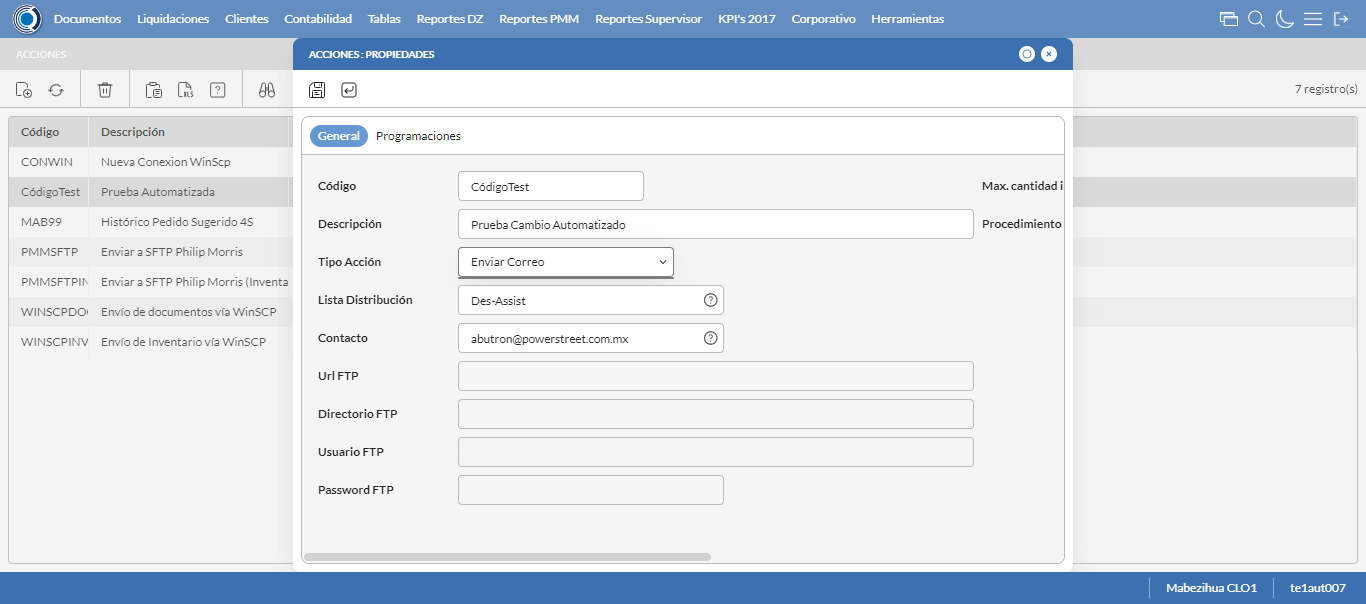 Documentos Liquidaciones Clientes Contabilidad Tablas Reportes DZ Reportes PMM Reportes Supervisor KPI's 2017 Corporativo Herramientas
ACCIONES
ACCIONES : PROPIEDADES
XLS
7 registro(s)
Código Descripción
CONWIN Nueva Conexion WinScp
CódigoTest Prueba Automatizada
MAB99 Histórico Pedido Sugerido 4S
PMMSFTP Enviar a SFTP Philip Morris
PMMSFTPIN Enviar a SFTP Philip Morris (Inventa
WINSCPDO Envío de documentos vía WinSCP
WINSCPINV Envío de Inventario vía WinSCP
General Programaciones
Código CódigoTest Max. cantidad i
Descripción Prueba Cambio Automatizado Procedimiento
Tipo Acción Enviar Correo
Lista Distribución Des-Assist
Contacto abutron@powerstreet.com.mx
Url FTP
Directorio FTP
Usuario FTP
Password FTP
Mabezihua CLO1 te1aut007